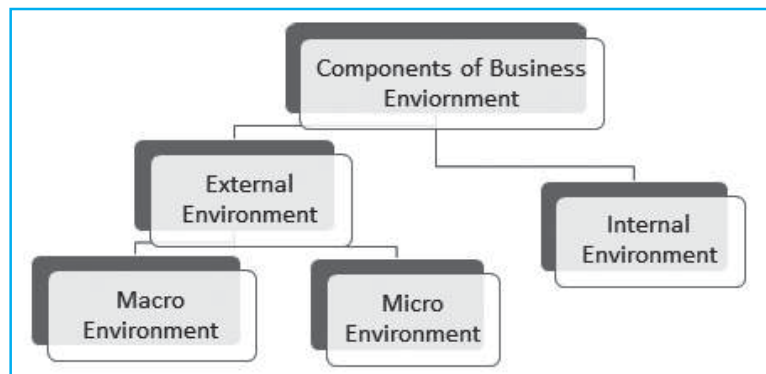 Components of Business
Enviornment
External
Environment
Internal
Environment
Macro
Environment
Micro
Environment